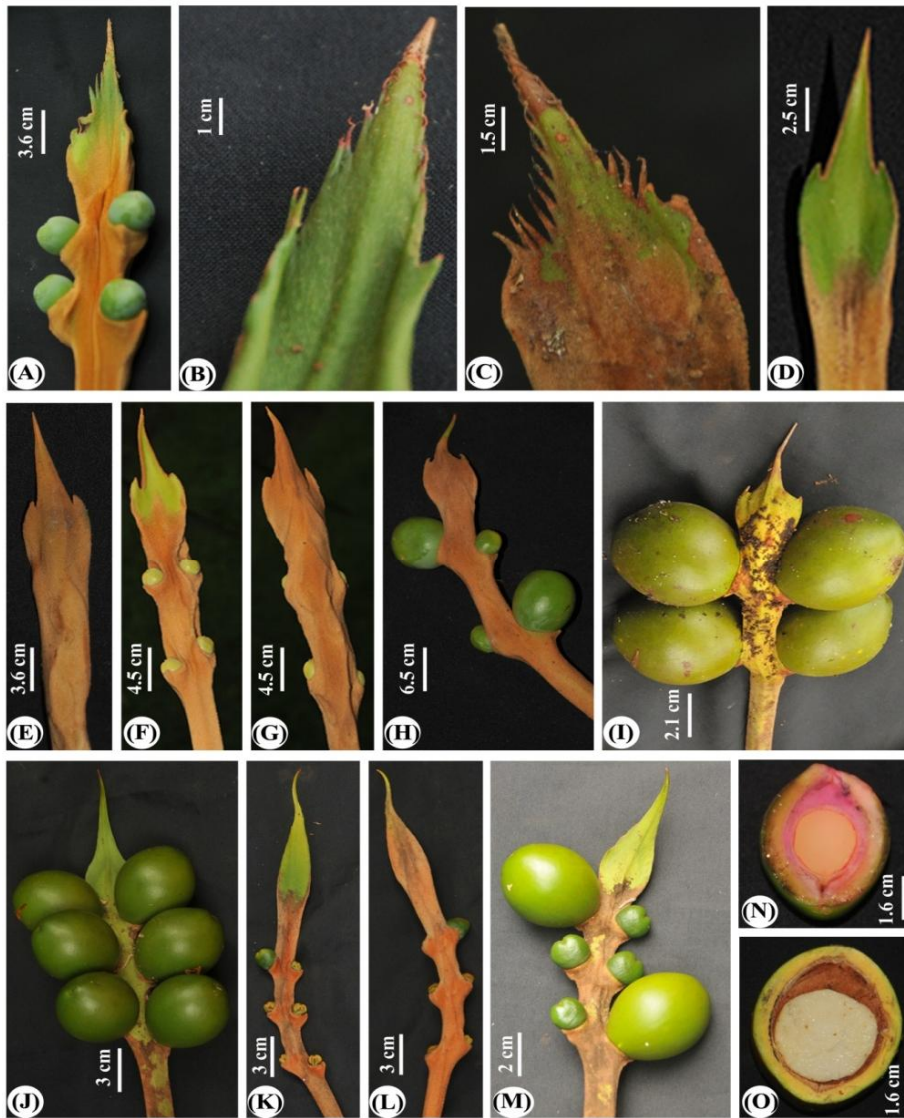 3.6 cm
(A)
1 cm
(B)
1.5 cm
(C)
2.5 cm
(D)
3.6 cm
(E)
4.5 cm
(F)
4.5 cm
(G)
6.5 cm
(H)
2.1 cm
(I)
3 cm
(J)
3 cm
(K)
3 cm
(L)
2 cm
(M)
1.6 cm
(N)
1.6 cm
(O)